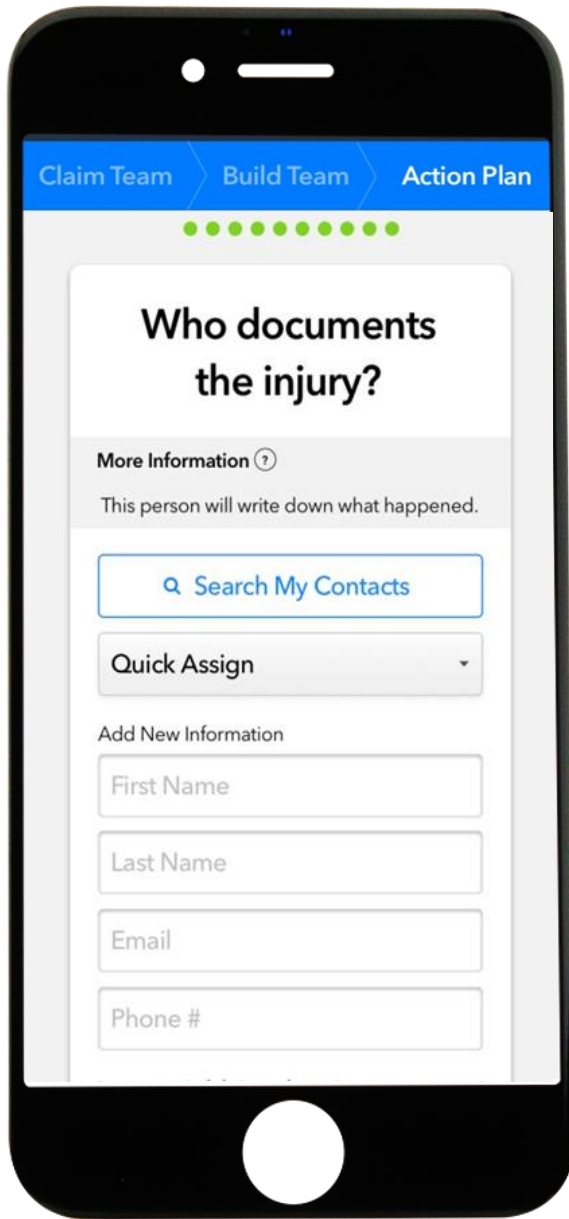 Claim Team Build Team Action Plan
Who documents
the injury?
More Information ?
This person will write down what happened.
Search My Contacts
Quick Assign
Add New Information
First Name
Last Name
Email
Phone #